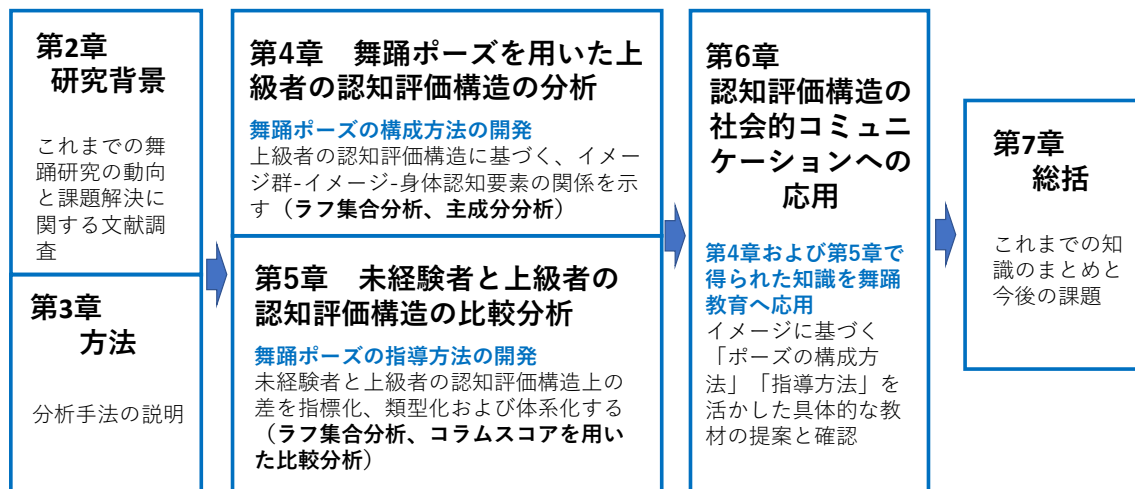 第2章
研究背景
これまでの舞
踊研究の動向
と課題解決に
関する文献調
査
第3章
方法
分析手法の説明
第4章　舞踊ポーズを用いた上
級者の認知評価構造の分析
舞踊ポーズの構成方法の開発
上級者の認知評価構造に基づく、イメー
ジ群-イメージ-身体認知要素の関係を示
す（ラフ集合分析、主成分分析）
第5章　未経験者と上級者の
認知評価構造の比較分析
舞踊ポーズの指導方法の開発
未経験者と上級者の認知評価構造上の
差を指標化、類型化および体系化する
（ラフ集合分析、コラムスコアを用い
た比較分析）
第6章
認知評価構造の
社会的コミュニ
ケーションへの
応用
第4章および第5章で
得られた知識を舞踊
教育へ応用
イメージに基づく
「ポーズの構成方
法」「指導方法」を
活かした具体的な教
材の提案と確認
第7章
総括
これまでの知
識のまとめと
今後の課題